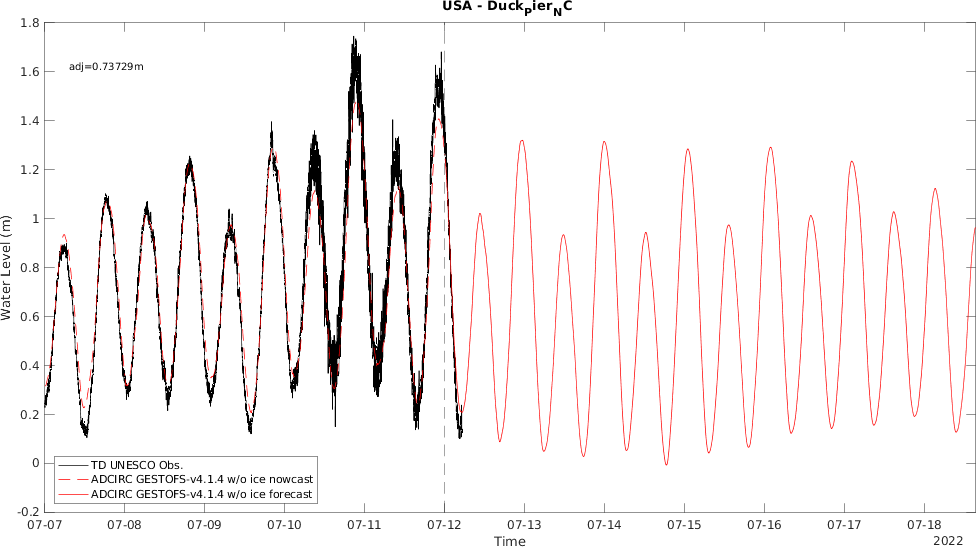 USA - Duck_Pier_NC
1.8
adj=0.73729m
1.6
1.4
1.2
1
0.8
0.6
0.4
0.2
0
-0.2
Water Level (m)
TD UNESCO Obs.
ADCIRC GESTOFS-v4.1.4 w/o ice nowcast
ADCIRC GESTOFS-v4.1.4 w/o ice forecast
07-07 07-08 07-09 07-10 07-11 07-12 07-13 07-14 07-15 07-16 07-17 07-18
Time
2022